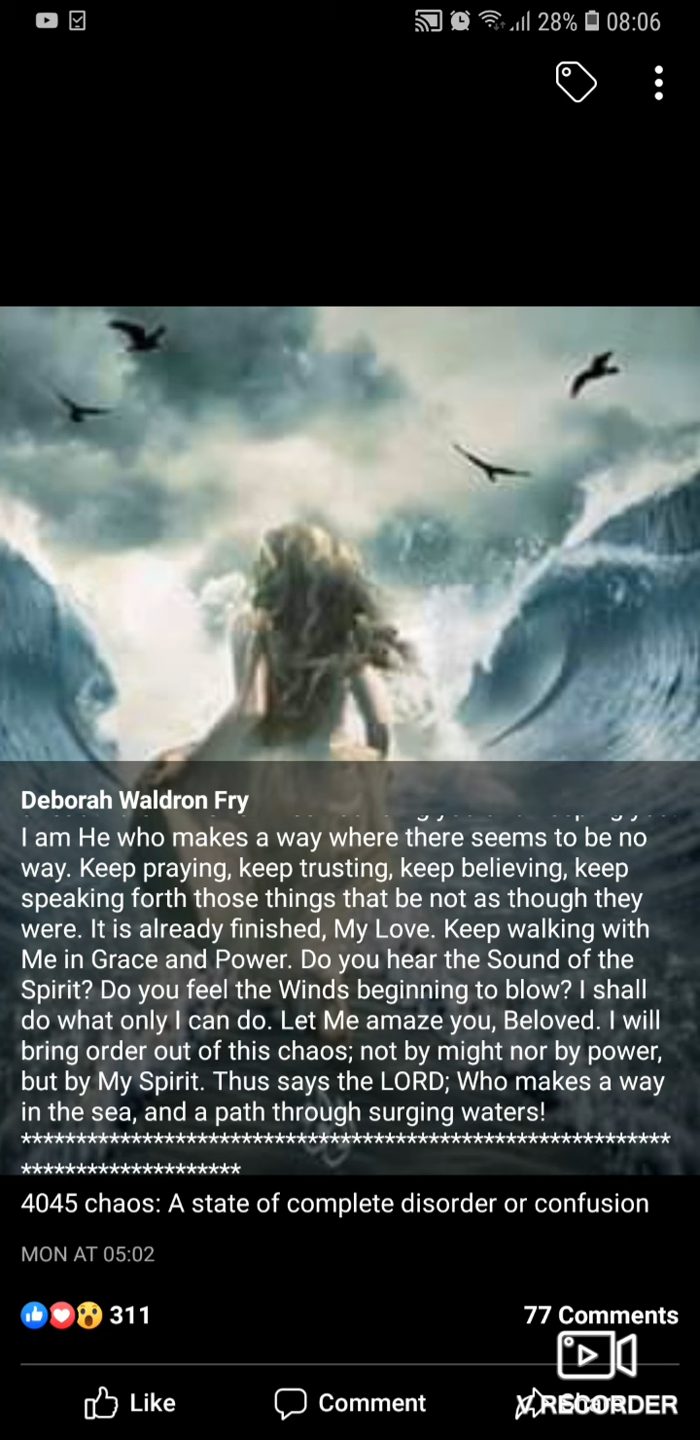 28% 08:06
Deborah Waldron Fry
I am He who makes a way where there seems to be no
way. Keep praying, keep trusting, keep believing, keep
speaking forth those things that be not as though they
were. It is already finished, My Love. Keep walking with
Me in Grace and Power. Do you hear the Sound of the
Spirit? Do you feel the Winds beginning to blow? I shall
do what only I can do. Let Me amaze you, Beloved. I will
bring order out of this chaos; not by might nor by power,
but by My Spirit. Thus says the LORD; Who makes a way
in the sea, and a path through surging waters!
***********************************************************
********************
4045 chaos: A state of complete disorder or confusion
MON AT 05:02
311 77 Comments
Like Comment Share
V.RECORDER